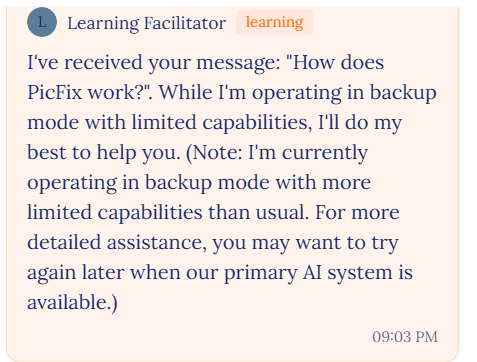 L Learning Facilitator learning
I've received your message: "How does
PicFix work?". While I'm operating in backup
mode with limited capabilities, I'll do my
best to help you. (Note: I'm currently
operating in backup mode with more
limited capabilities than usual. For more
detailed assistance, you may want to try
again later when our primary AI system is
available.)
09:03 PM